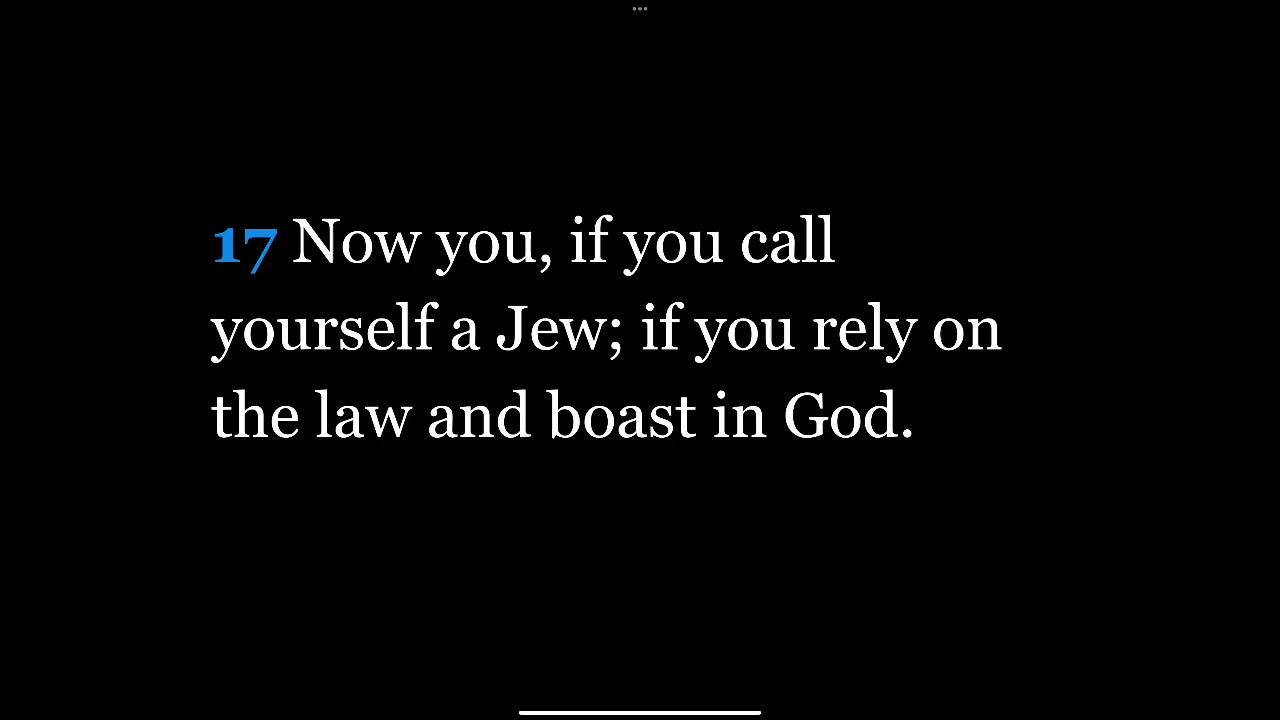 17 Now you, if you call
yourself a Jew; if you rely on
the law and boast in God.